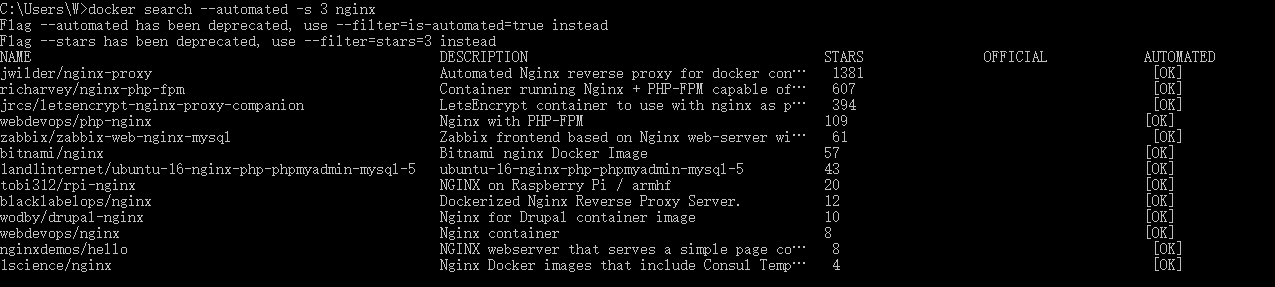 C:\Users\W>docker search --automated -s 3 nginx
Flag --automated has been deprecated, use --filter=is-automated=true instead
Flag --stars has been deprecated, use --filter=stars=3 instead
NAME DESCRIPTION STARS OFFICIAL AUTOMATED
jwilder/nginx-proxy Automated Nginx reverse proxy for docker con… 1381 [OK]
richarvey/nginx-php-fpm Container running Nginx + PHP-FPM capable of… 607 [OK]
jrcs/letsencrypt-nginx-proxy-companion LetsEncrypt container to use with nginx as p… 394 [OK]
webdevops/php-nginx Nginx with PHP-FPM 109 [OK]
zabbix/zabbix-web-nginx-mysql Zabbix frontend based on Nginx web-server wi… 61 [OK]
bitnami/nginx Bitnami nginx Docker Image 57 [OK]
landlinternet/ubuntu-16-nginx-php-phpmyadmin-mysql-5 ubuntu-16-nginx-php-phpmyadmin-mysql-5 43 [OK]
tobi312/rpi-nginx NGINX on Raspberry Pi / armhf 20 [OK]
blacklabelops/nginx Dockerized Nginx Reverse Proxy Server. 12 [OK]
wodby/drupal-nginx Nginx for Drupal container image 10 [OK]
webdevops/nginx Nginx container 8 [OK]
nginxdemos/hello NGINX webserver that serves a simple page co… 8 [OK]
1science/nginx Nginx Docker images that include Consul Temp… 4 [OK]